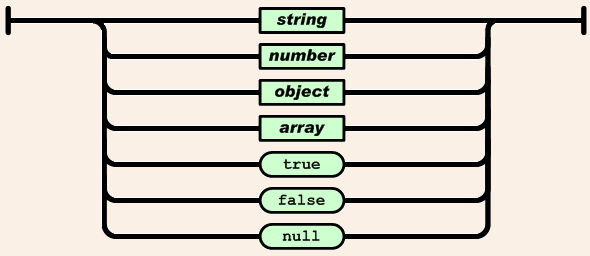 string
number
object
array
true
false
null